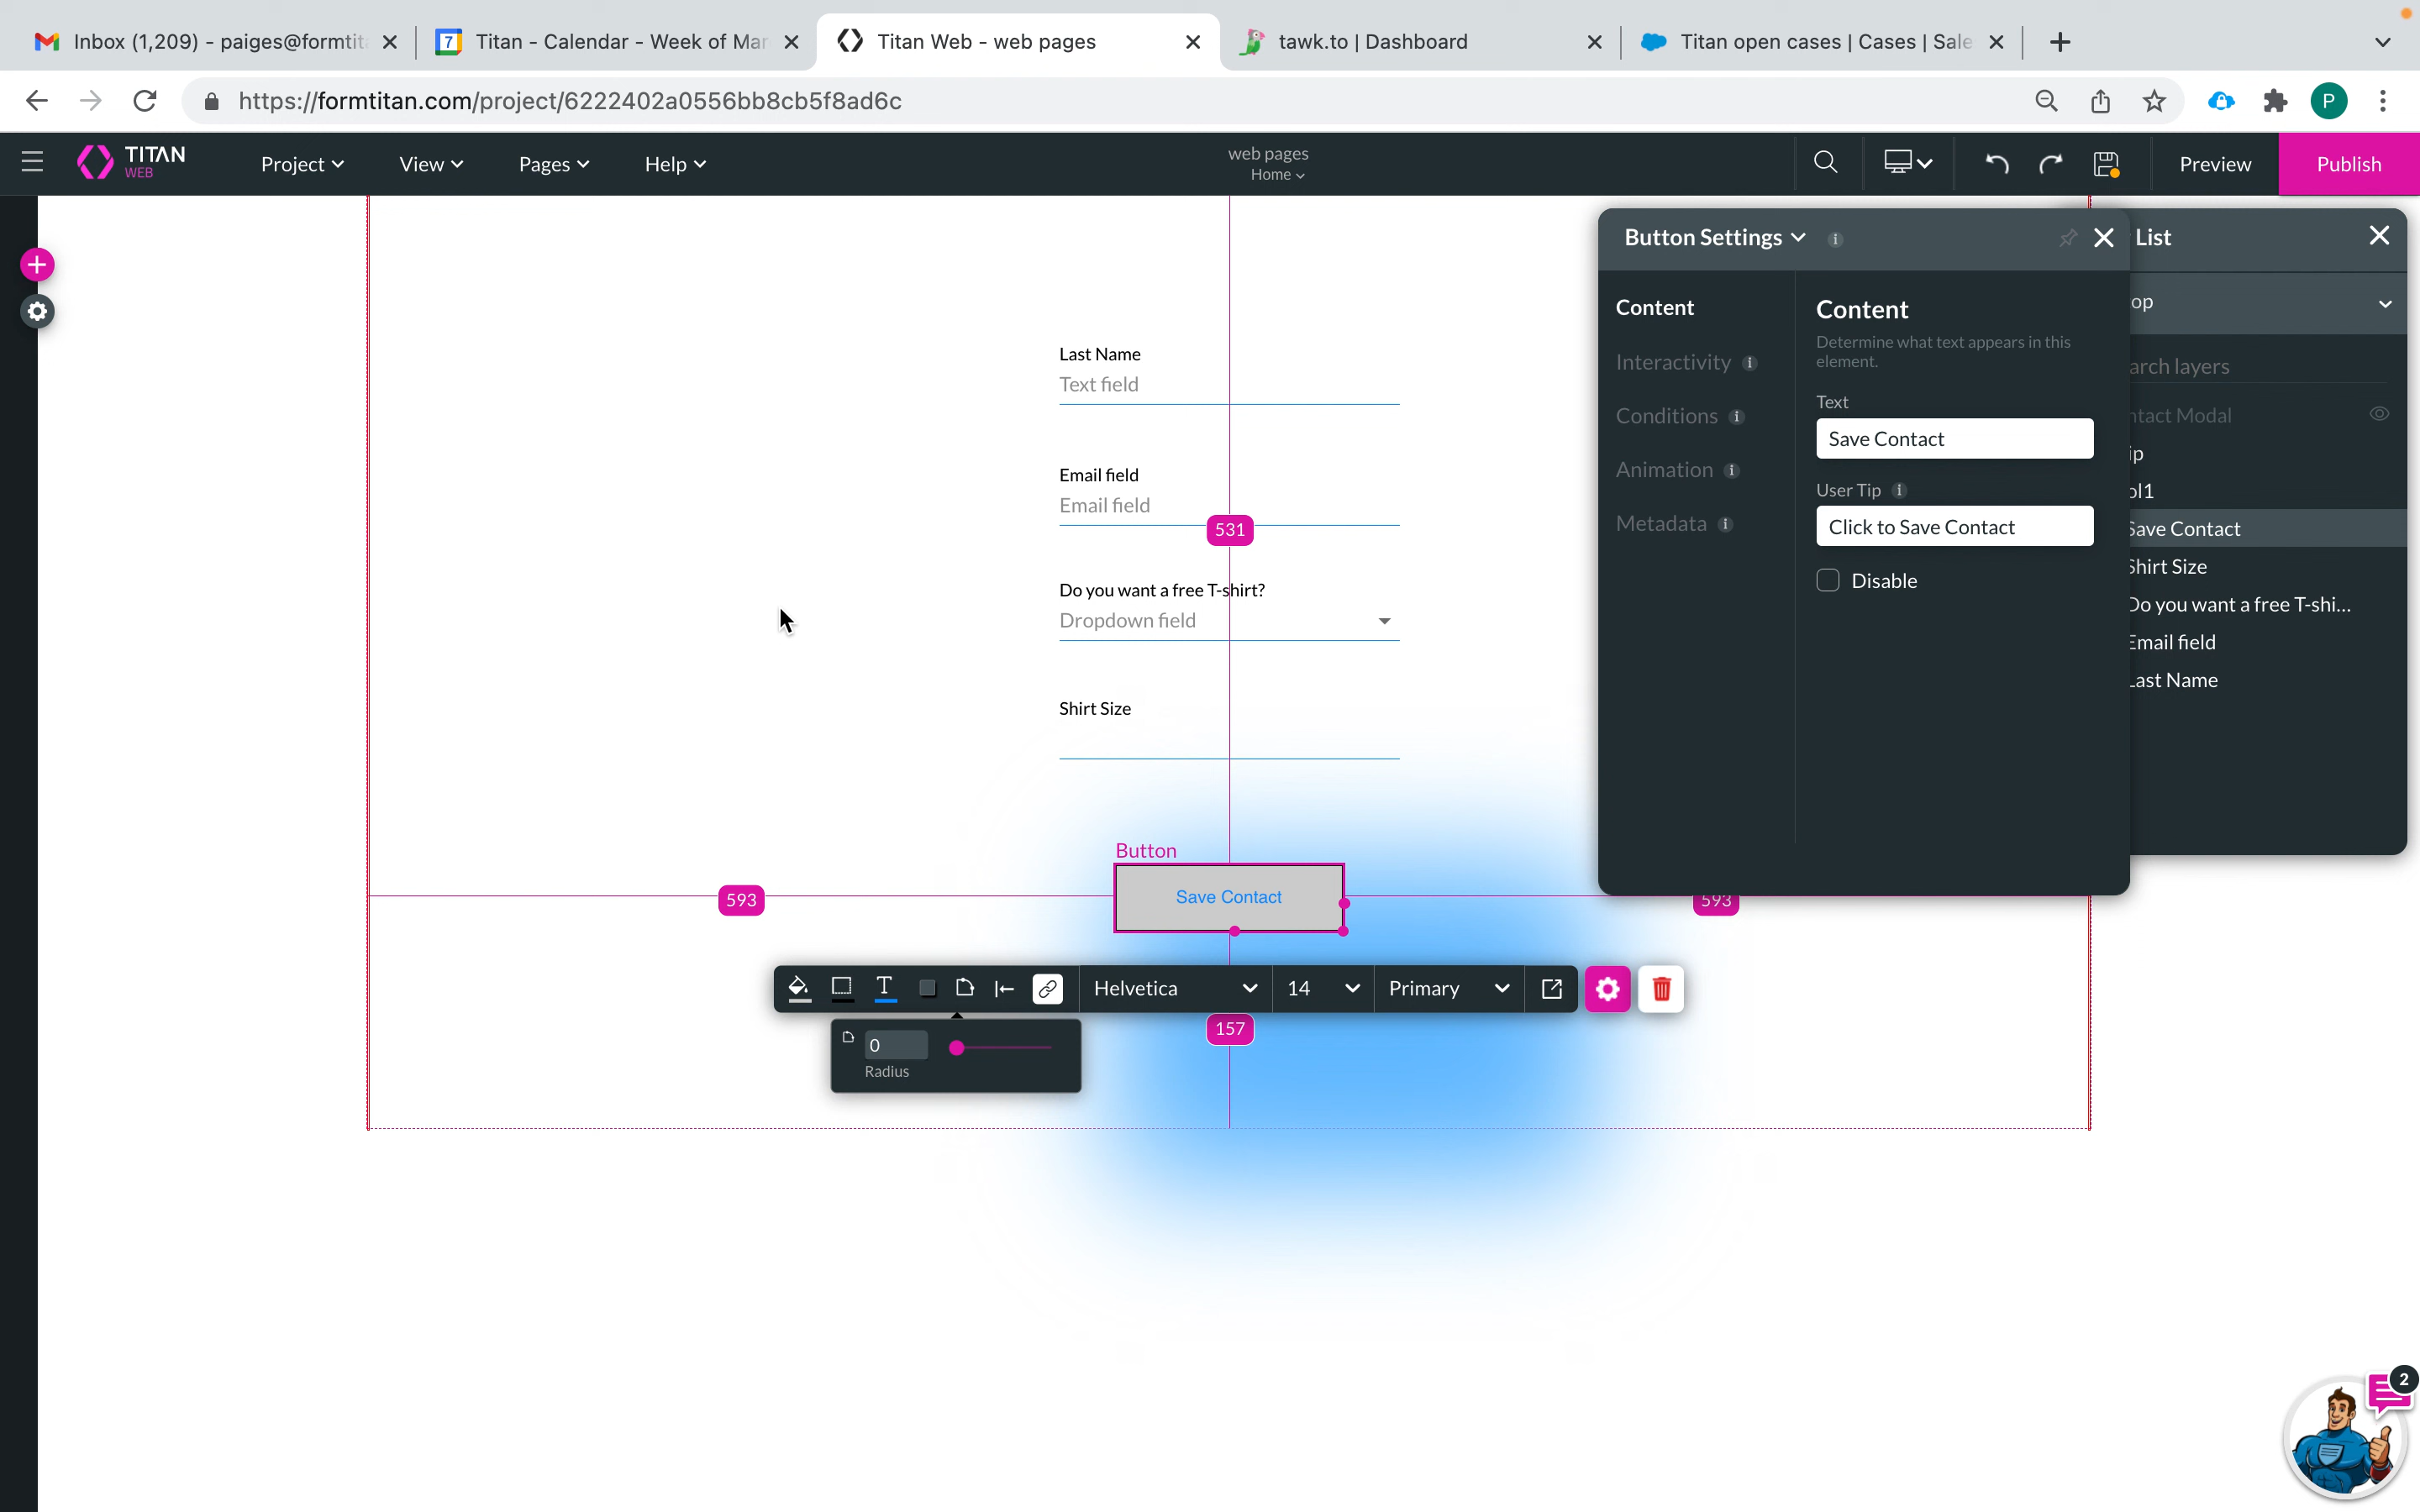 Inbox (1,209) - paiges@formtit
7
Titan - Calendar - Week of Mar
Titan Web - web pages
tawk.to | Dashboard
Titan open cases | Cases | Sale
https://formtitan.com/project/6222402a0556bb8cb5f8ad6c
P
TITAN
WEB
Project
View
Pages
Help
web pages
Home
Preview
Publish
Button Settings
List
Content
Interactivity
Conditions
Animation
Metadata
Content
Determine what text appears in this
element.
Text
Save Contact
User Tip
Click to Save Contact
Disable
op
arch layers
ntact Modal
ip
ol1
Save Contact
Shirt Size
Do you want a free T-shi...
Email field
Last Name
Last Name
Text field
Email field
Email field
531
Do you want a free T-shirt?
Dropdown field
Shirt Size
Button
Save Contact
593
593
Helvetica
14
Primary
157
0
Radius
2